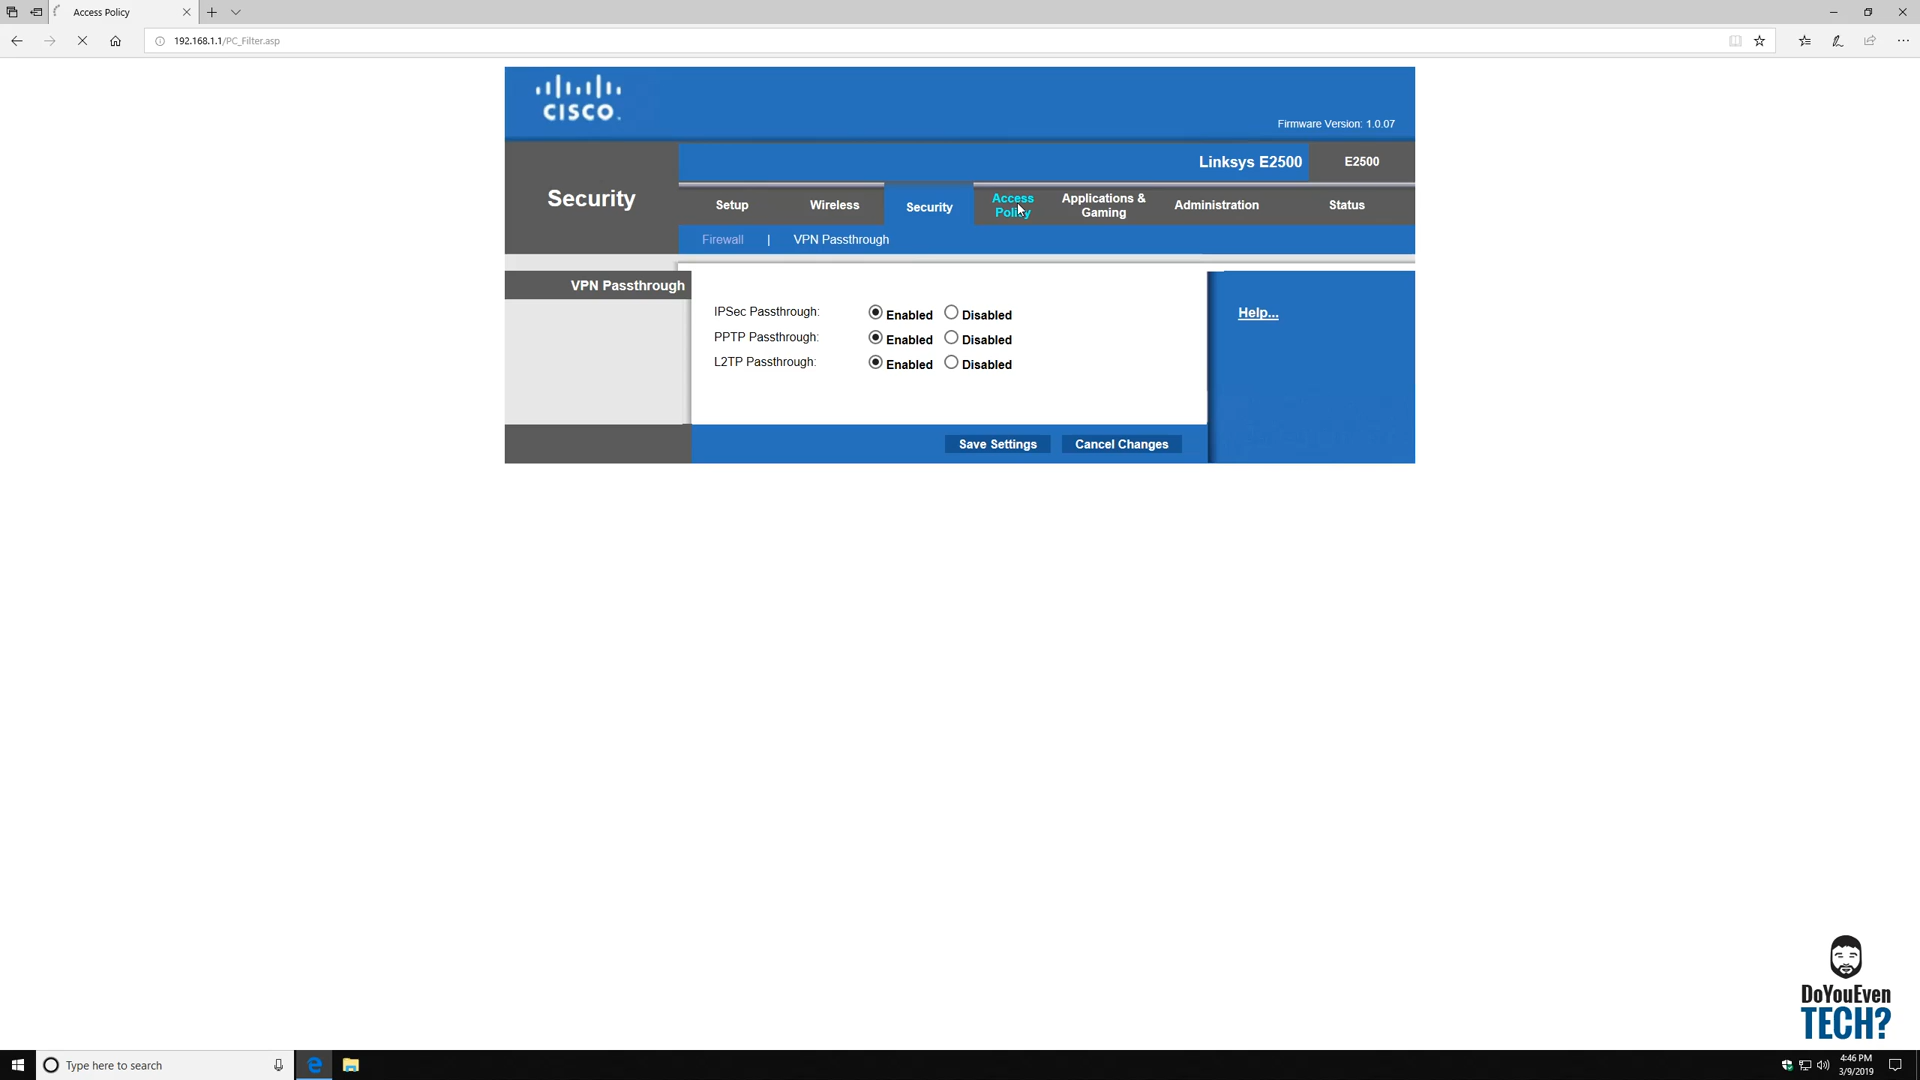 Access Policy
192.168.1.1/PC_Filter.asp
CISCO.
Firmware Version: 1.0.07
Linksys E2500
E2500
Security
Setup
Wireless
Security
Access
Policy
Applications &
Gaming
Administration
Status
Firewall | VPN Passthrough
VPN Passthrough
IPSec Passthrough: Enabled Disabled
PPTP Passthrough: Enabled Disabled
L2TP Passthrough: Enabled Disabled
Help...
Save Settings Cancel Changes
DoYouEven
TECH?
Type here to search
4:46 PM
3/9/2019